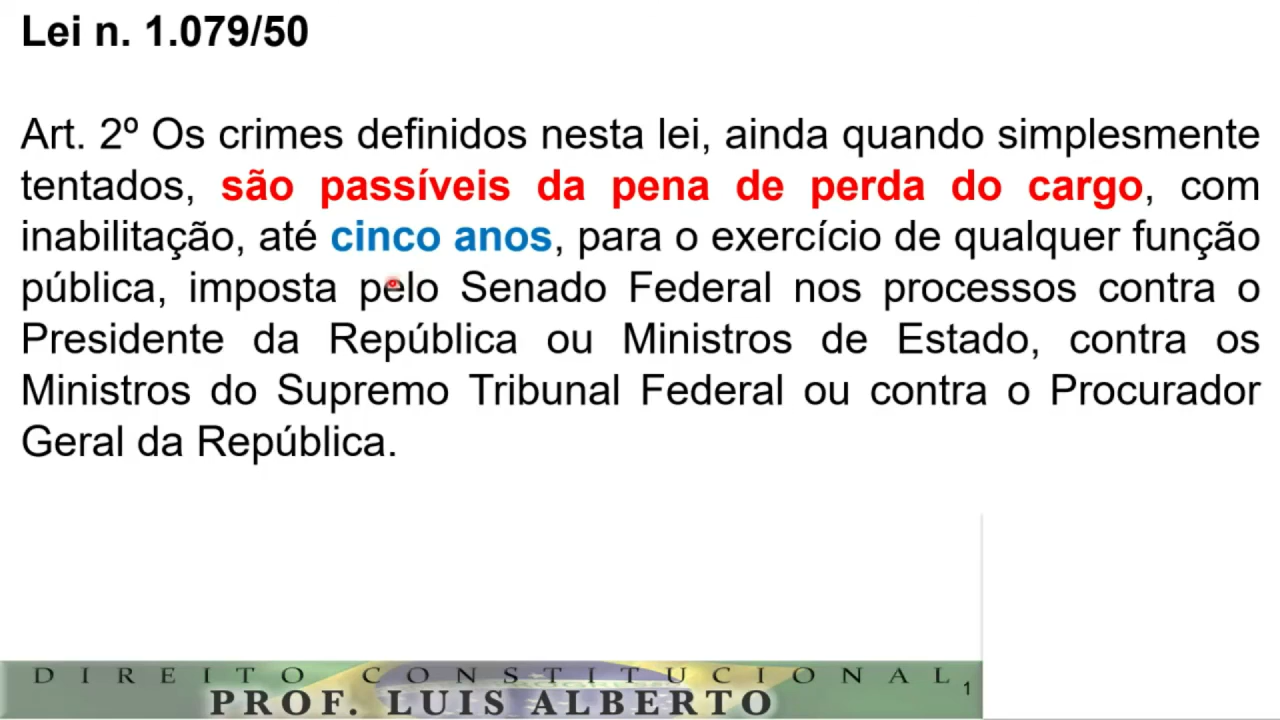 Lei n. 1.079/50
Art. 2º Os crimes definidos nesta lei, ainda quando simplesmente
tentados, são passíveis da pena de perda do cargo, com
inabilitação, até cinco anos, para o exercício de qualquer função
pública, imposta pelo Senado Federal nos processos contra o
Presidente da República ou Ministros de Estado, contra os
Ministros do Supremo Tribunal Federal ou contra o Procurador
Geral da República.
DIREITO CONSTITUCIONAL
1
PROF. LUIS ALBERTO